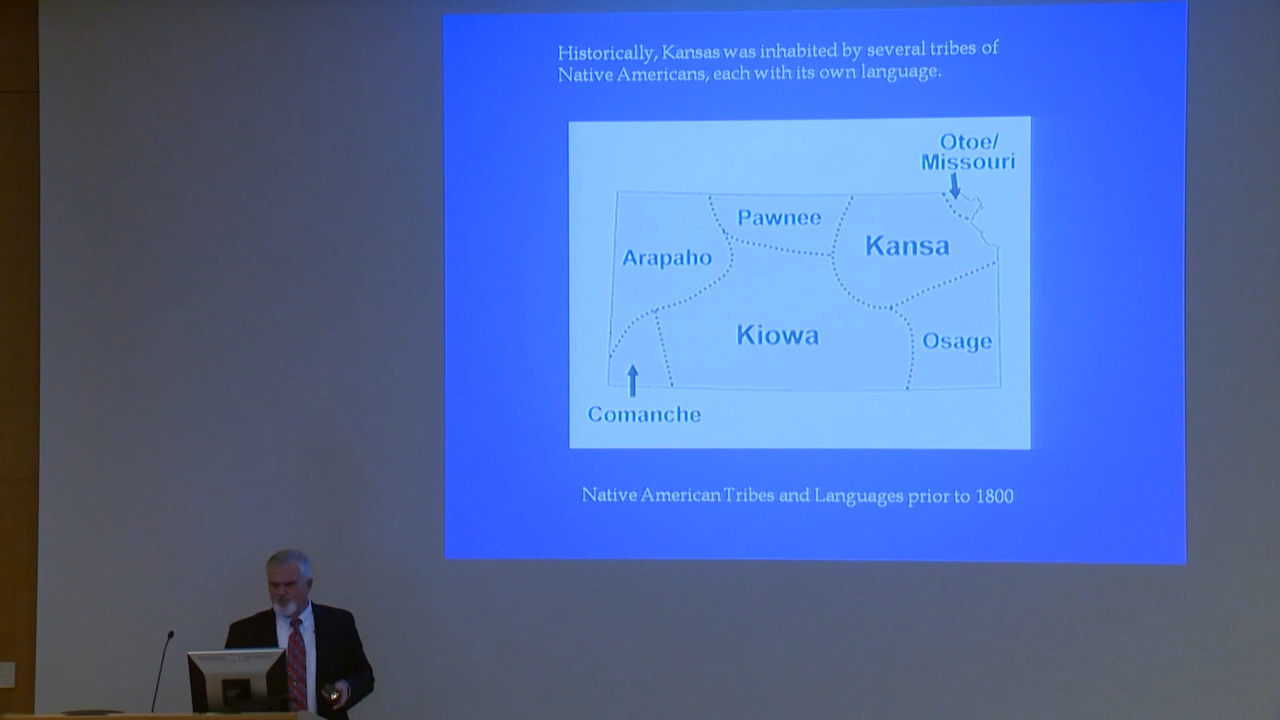 Historically, Kansas was inhabited by several tribes of
Native Americans, each with its own language.
Otoe/
Missouri
Pawnee
Kansa
Arapaho
Kiowa
Osage
Comanche
Native American Tribes and Languages prior to 1800